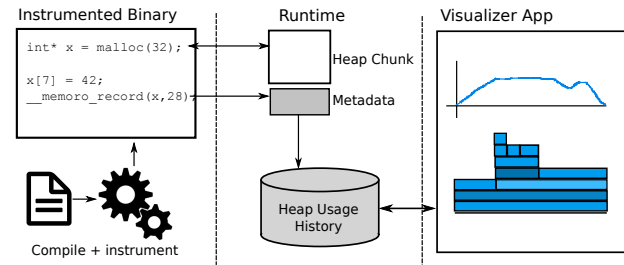 Instrumented Binary
Runtime
Visualizer App
int* x = malloc(32);
x[7] = 42;
__memoro_record(x,28)
Heap Chunk
Metadata
Heap Usage
History
Compile + instrument